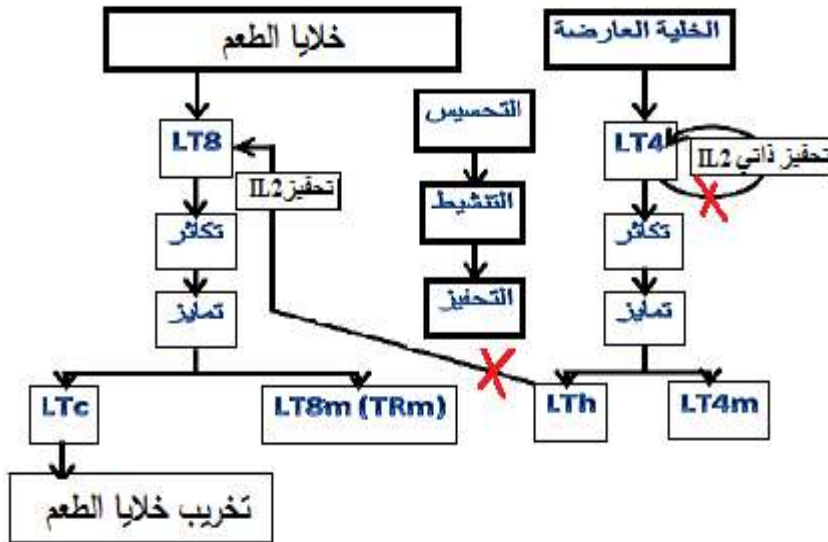 خلايا الطعم
الخلية العارضة
التحسيس
LT8
LT4
تحفيز ذاتي IL2
تحفيز IL2
التنشيط
تكاثر
تكاثر
التحفيز
تمايز
تمايز
LTc
LT8m (TRm)
LTh
LT4m
تخريب خلايا الطعم